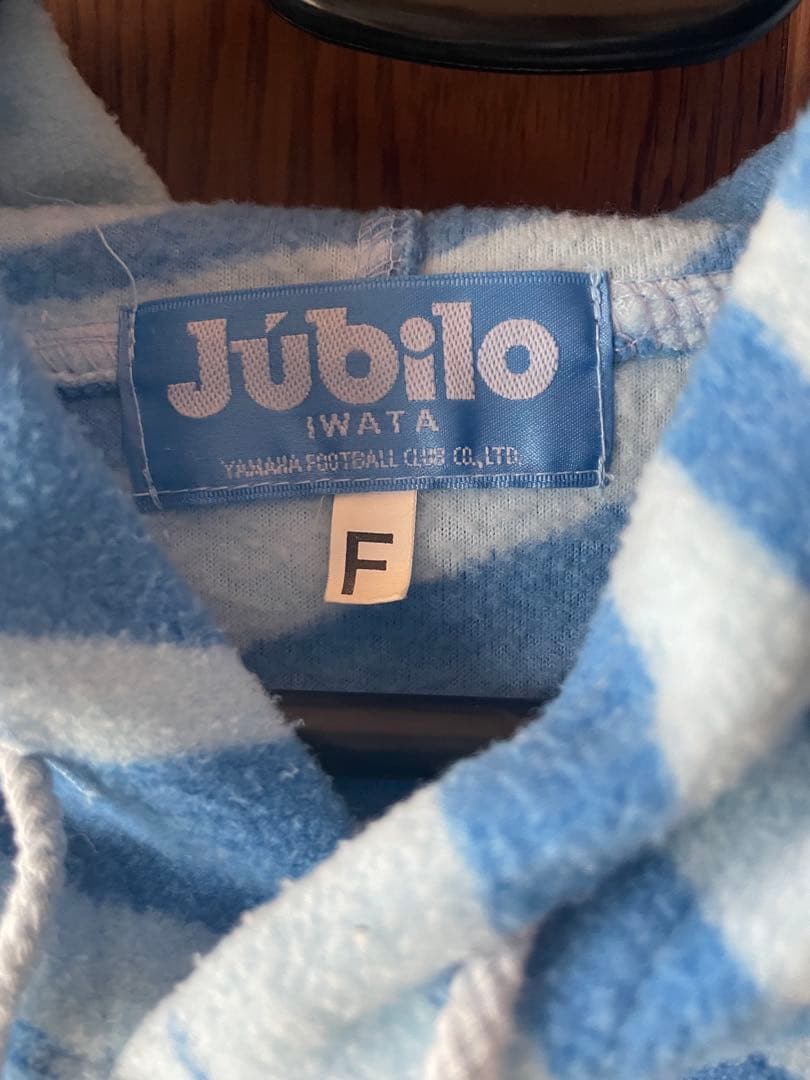 Júbilo
IWATA
YAMAHA FOOTBALL CLUB CO.,LTD.
F